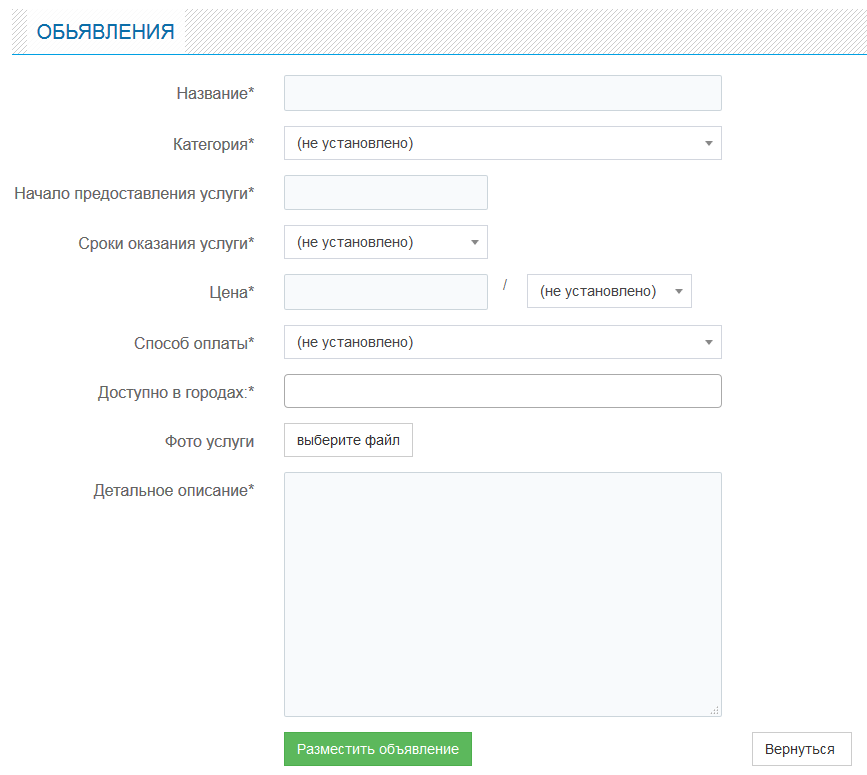 ОБЬЯВЛЕНИЯ
Название*
Категория* (не установлено)
Начало предоставления услуги*
Сроки оказания услуги* (не установлено)
Цена* / (не установлено)
Способ оплаты* (не установлено)
Доступно в городах:*
Фото услуги выберите файл
Детальное описание*
Разместить объявление Вернуться